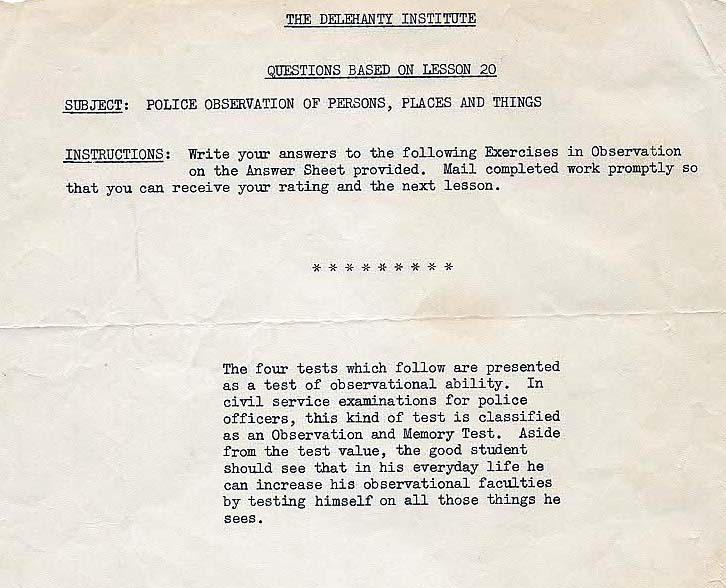 THE DELEHANTY INSTITUTE
QUESTIONS BASED ON LESSON 20
SUBJECT: POLICE OBSERVATION OF PERSONS, PLACES AND THINGS
INSTRUCTIONS: Write your answers to the following Exercises in Observation
on the Answer Sheet provided. Mail completed work promptly so
that you can receive your rating and the next lesson.
* * * * * * * * *
The four tests which follow are presented
as a test of observational ability. In
civil service examinations for police
officers, this kind of test is classified
as an Observation and Memory Test. Aside
from the test value, the good student
should see that in his everyday life he
can increase his observational faculties
by testing himself on all those things he
sees.